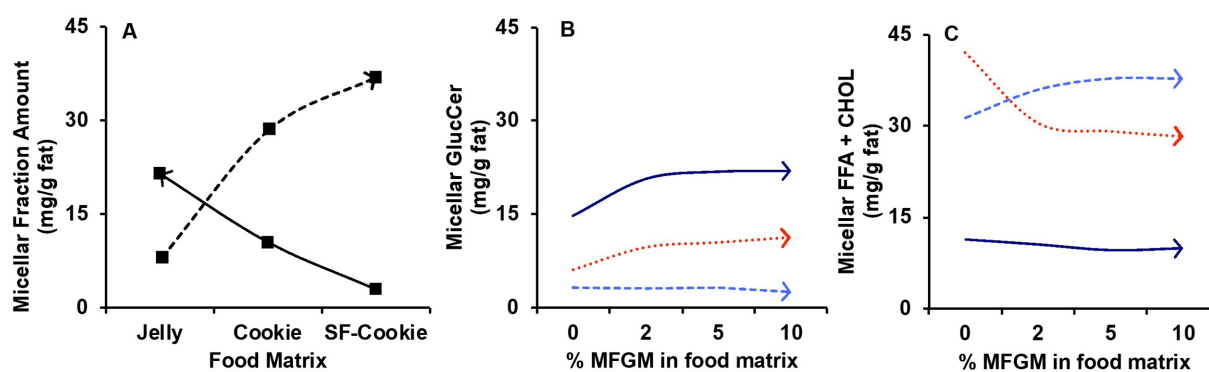 A
Micellar Fraction Amount
(mg/g fat)
45
30
15
0
Jelly Cookie SF-Cookie
Food Matrix
B
Micellar GlucCer
(mg/g fat)
45
30
15
0
0 2 5 10
% MFGM in food matrix
C
Micellar FFA + CHOL
(mg/g fat)
45
30
15
0
0 2 5 10
% MFGM in food matrix